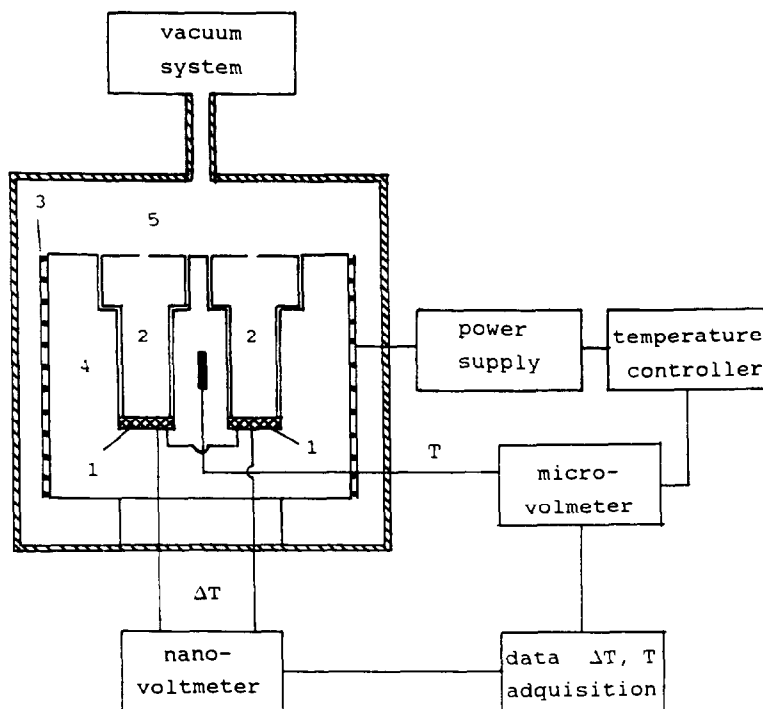 vacuum
system
3
5
2
2
4
power
supply
temperature
controller
1
1
T
micro-
volmeter
ΔT
nano-
voltmeter
data ΔT, T
adquisition